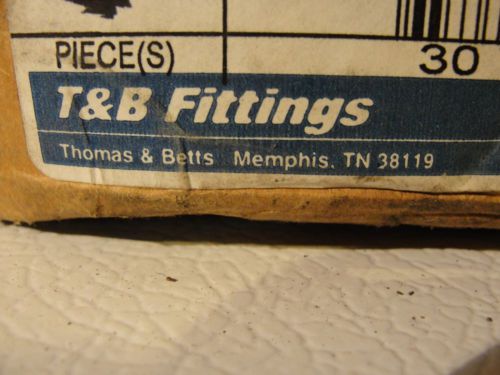 PIECE(S) 30
T&B Fittings
Thomas & Betts Memphis, TN 38119